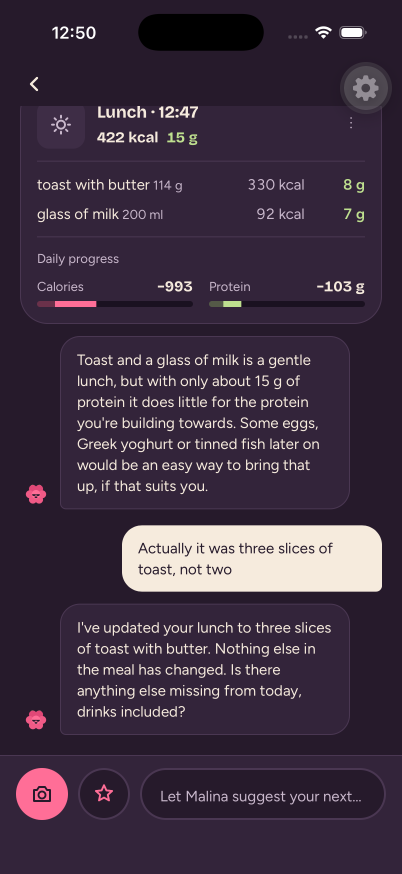 12:50
Lunch · 12:47
422 kcal 15 g
toast with butter 114 g 330 kcal 8 g
glass of milk 200 ml 92 kcal 7 g
Daily progress
Calories -993 Protein -103 g
Toast and a glass of milk is a gentle
lunch, but with only about 15 g of
protein it does little for the protein
you're building towards. Some eggs,
Greek yoghurt or tinned fish later on
would be an easy way to bring that
up, if that suits you.
Actually it was three slices of
toast, not two
I've updated your lunch to three slices
of toast with butter. Nothing else in
the meal has changed. Is there
anything else missing from today,
drinks included?
Let Malina suggest your next...